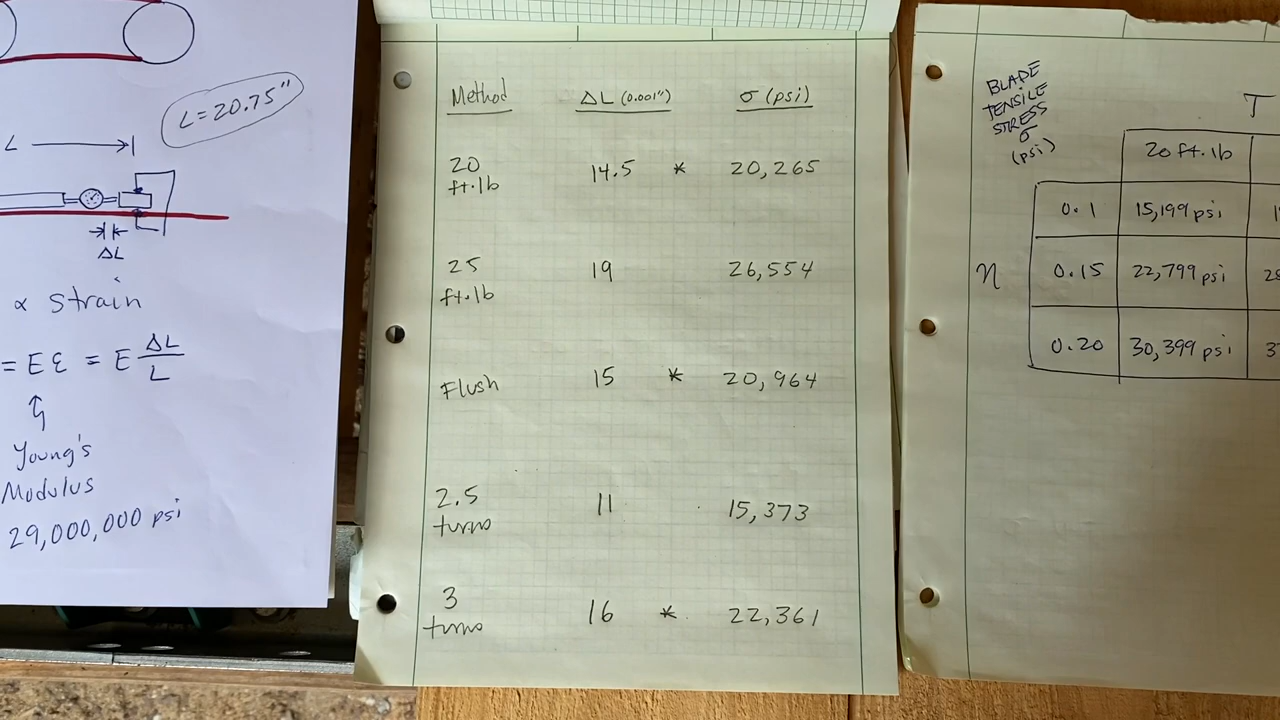 L = 20.75"
L
ΔL
∝ strain
= Eε = E ΔL/L
Young's
Modulus
29,000,000 psi
Method ΔL (0.001") σ (psi)
20 ft.lb 14.5 * 20,265
25 ft.lb 19 26,554
Flush 15 * 20,964
2.5 turns 11 15,373
3 turns 16 * 22,361
BLADE
TENSILE
STRESS
σ
(psi)
T
20 ft.lb
0.1 15,199 psi
n 0.15 22,799 psi
0.20 30,399 psi